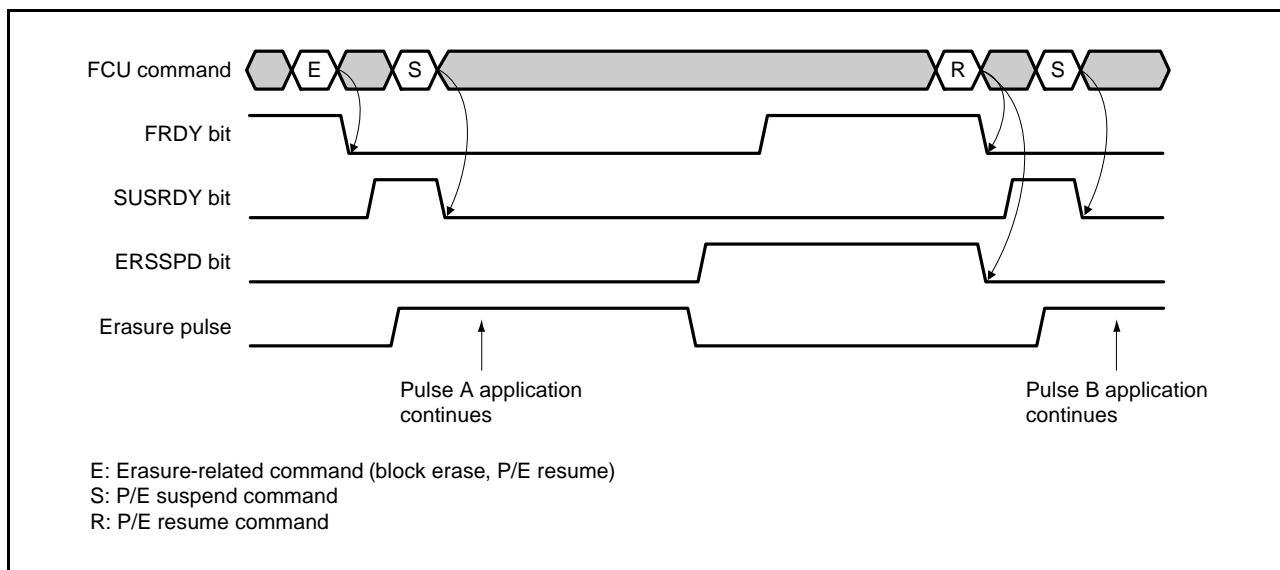 FCU command
E
S
R
S
FRDY bit
SUSRDY bit
ERSSPD bit
Erasure pulse
Pulse A application
continues
Pulse B application
continues
E: Erasure-related command (block erase, P/E resume)
S: P/E suspend command
R: P/E resume command